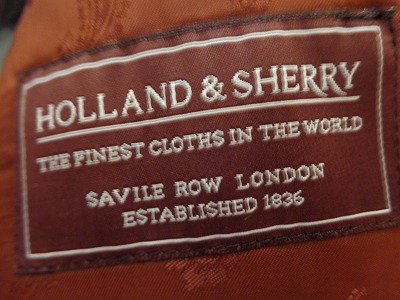 HOLLAND & SHERRY
THE FINEST CLOTHS IN THE WORLD
SAVILE ROW LONDON
ESTABLISHED 1836